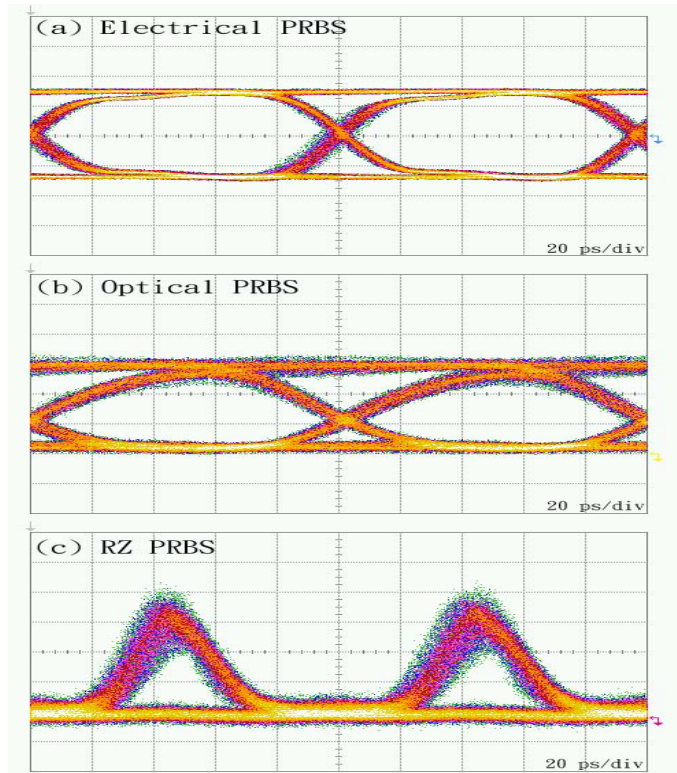 (a) Electrical PRBS
20 ps/div
(b) Optical PRBS
20 ps/div
(c) RZ PRBS
20 ps/div